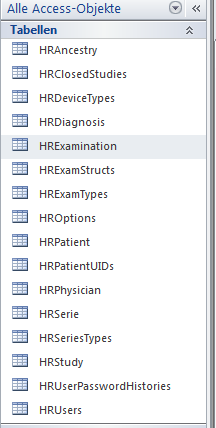 Alle Access-Objekte
Tabellen
HRAncestry
HRClosedStudies
HRDeviceTypes
HRDiagnosis
HRExamination
HRExamStructs
HRExamTypes
HROptions
HRPatient
HRPatientUIDs
HRPhysician
HRSerie
HRSeriesTypes
HRStudy
HRUserPasswordHistories
HRUsers